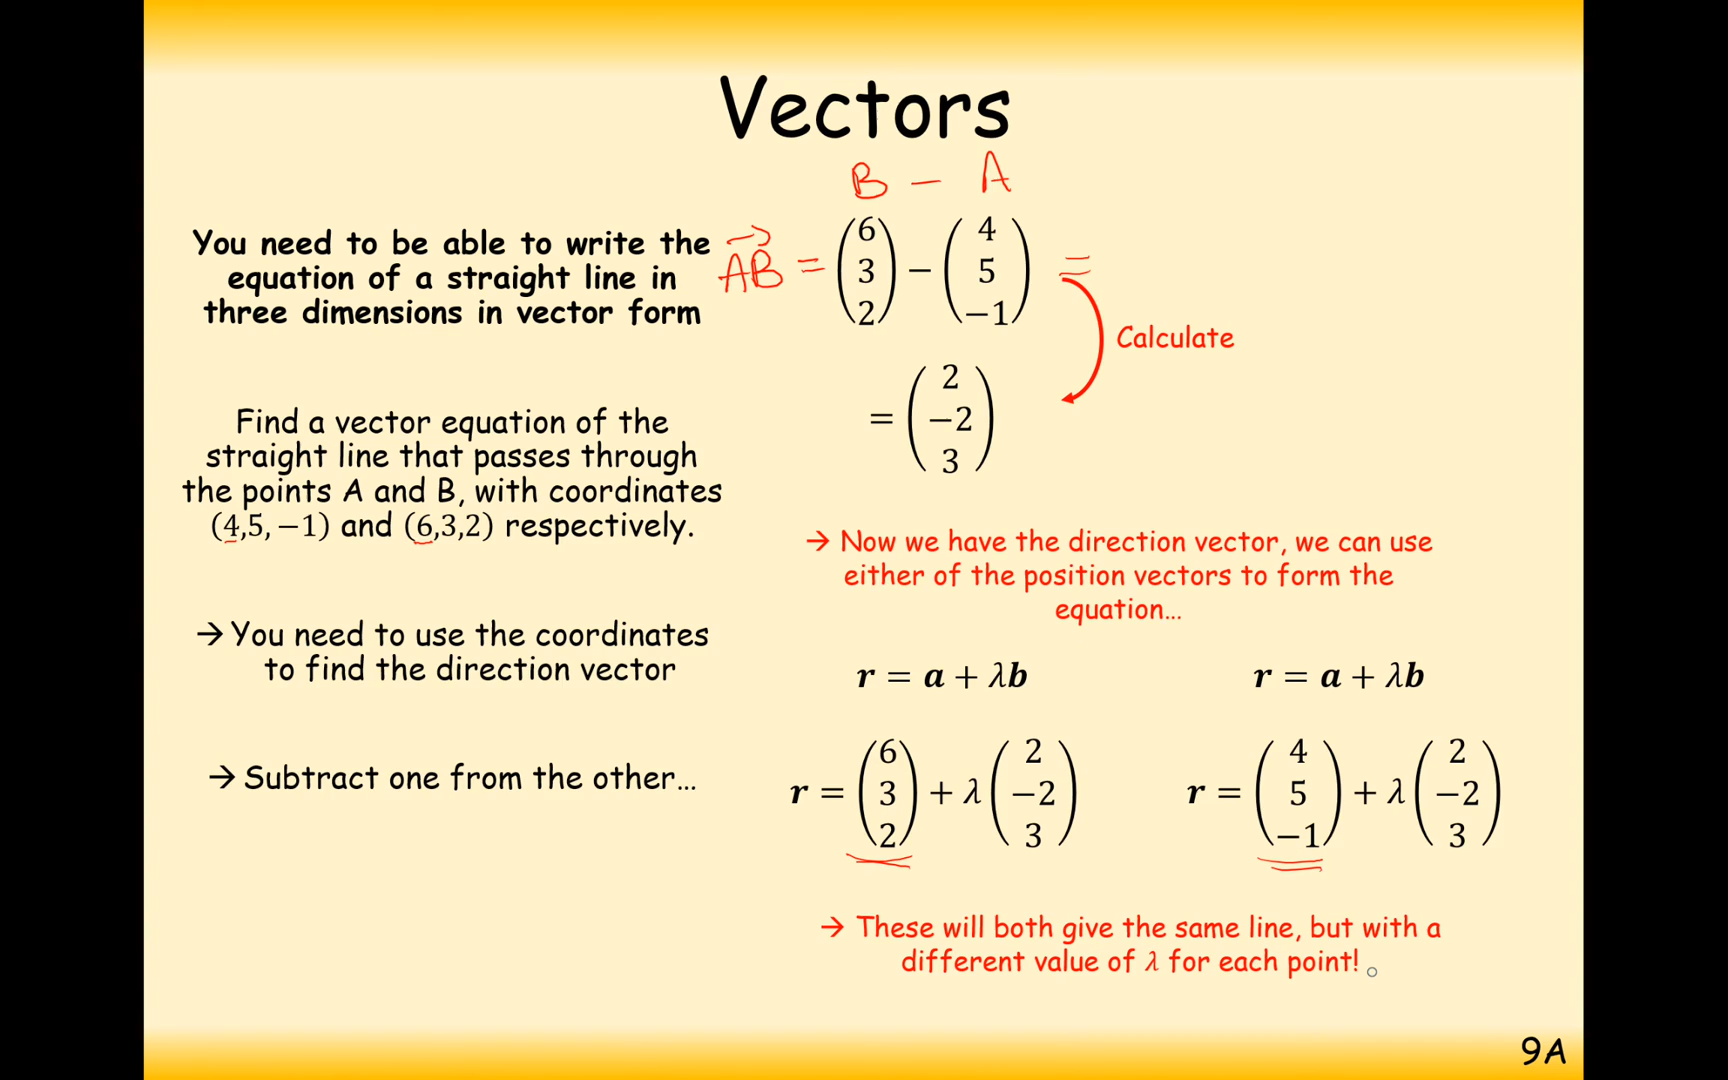 Vectors
You need to be able to write the
equation of a straight line in
three dimensions in vector form
Find a vector equation of the
straight line that passes through
the points A and B, with coordinates
(4,5,−1) and (6,3,2) respectively.
→ You need to use the coordinates
to find the direction vector
→ Subtract one from the other…
B − A
AB⃗ = (6 3 2) − (4 5 −1) =
Calculate
= (2 −2 3)
→ Now we have the direction vector, we can use
either of the position vectors to form the
equation…
r = a + λb
r = (6 3 2) + λ (2 −2 3)
r = a + λb
r = (4 5 −1) + λ (2 −2 3)
→ These will both give the same line, but with a
different value of λ for each point!
9A